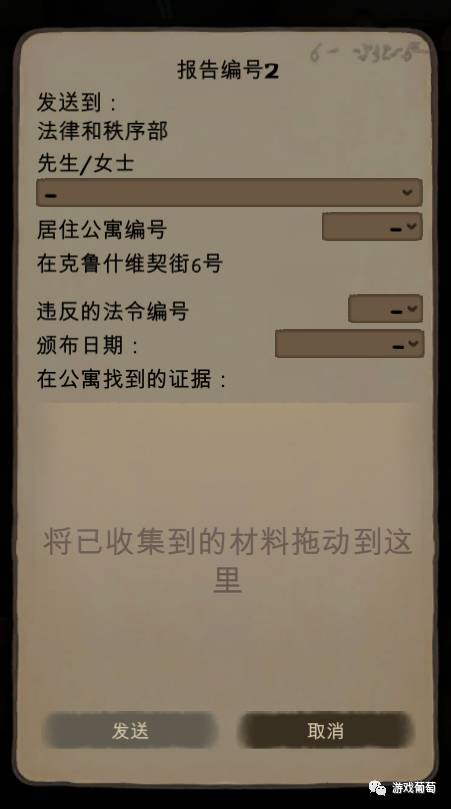 报告编号2
发送到：
法律和秩序部
先生/女士
–
居住公寓编号 –
在克鲁什维契街6号
违反的法令编号 –
颁布日期： –
在公寓找到的证据：
将已收集到的材料拖动到这
里
发送 取消
游戏葡萄